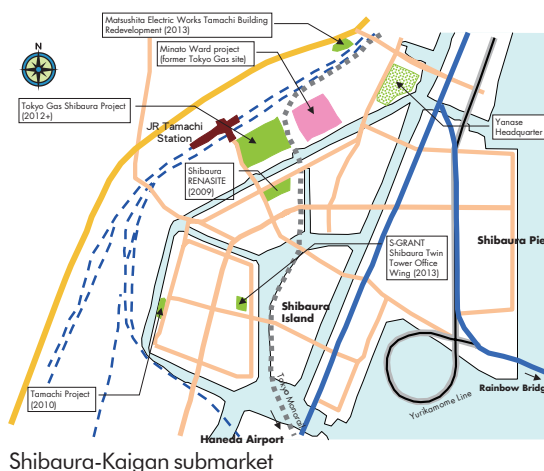 Matsushita Electric Works Tamachi Building
Redevelopment (2013)
N
Minato Ward project
(former Tokyo Gas site)
Tokyo Gas Shibaura Project
(2012+)
JR Tamachi
Station
Yanase
Headquarter
Shibaura
RENASITE
(2009)
S-GRANT
Shibaura Twin
Tower Office
Wing (2013)
Shibaura Pie
Shibaura
Island
Tamachi Project
(2010)
Tokyo Monorail
Yurikamome Line
Rainbow Bridg
Haneda Airport
Shibaura-Kaigan submarket